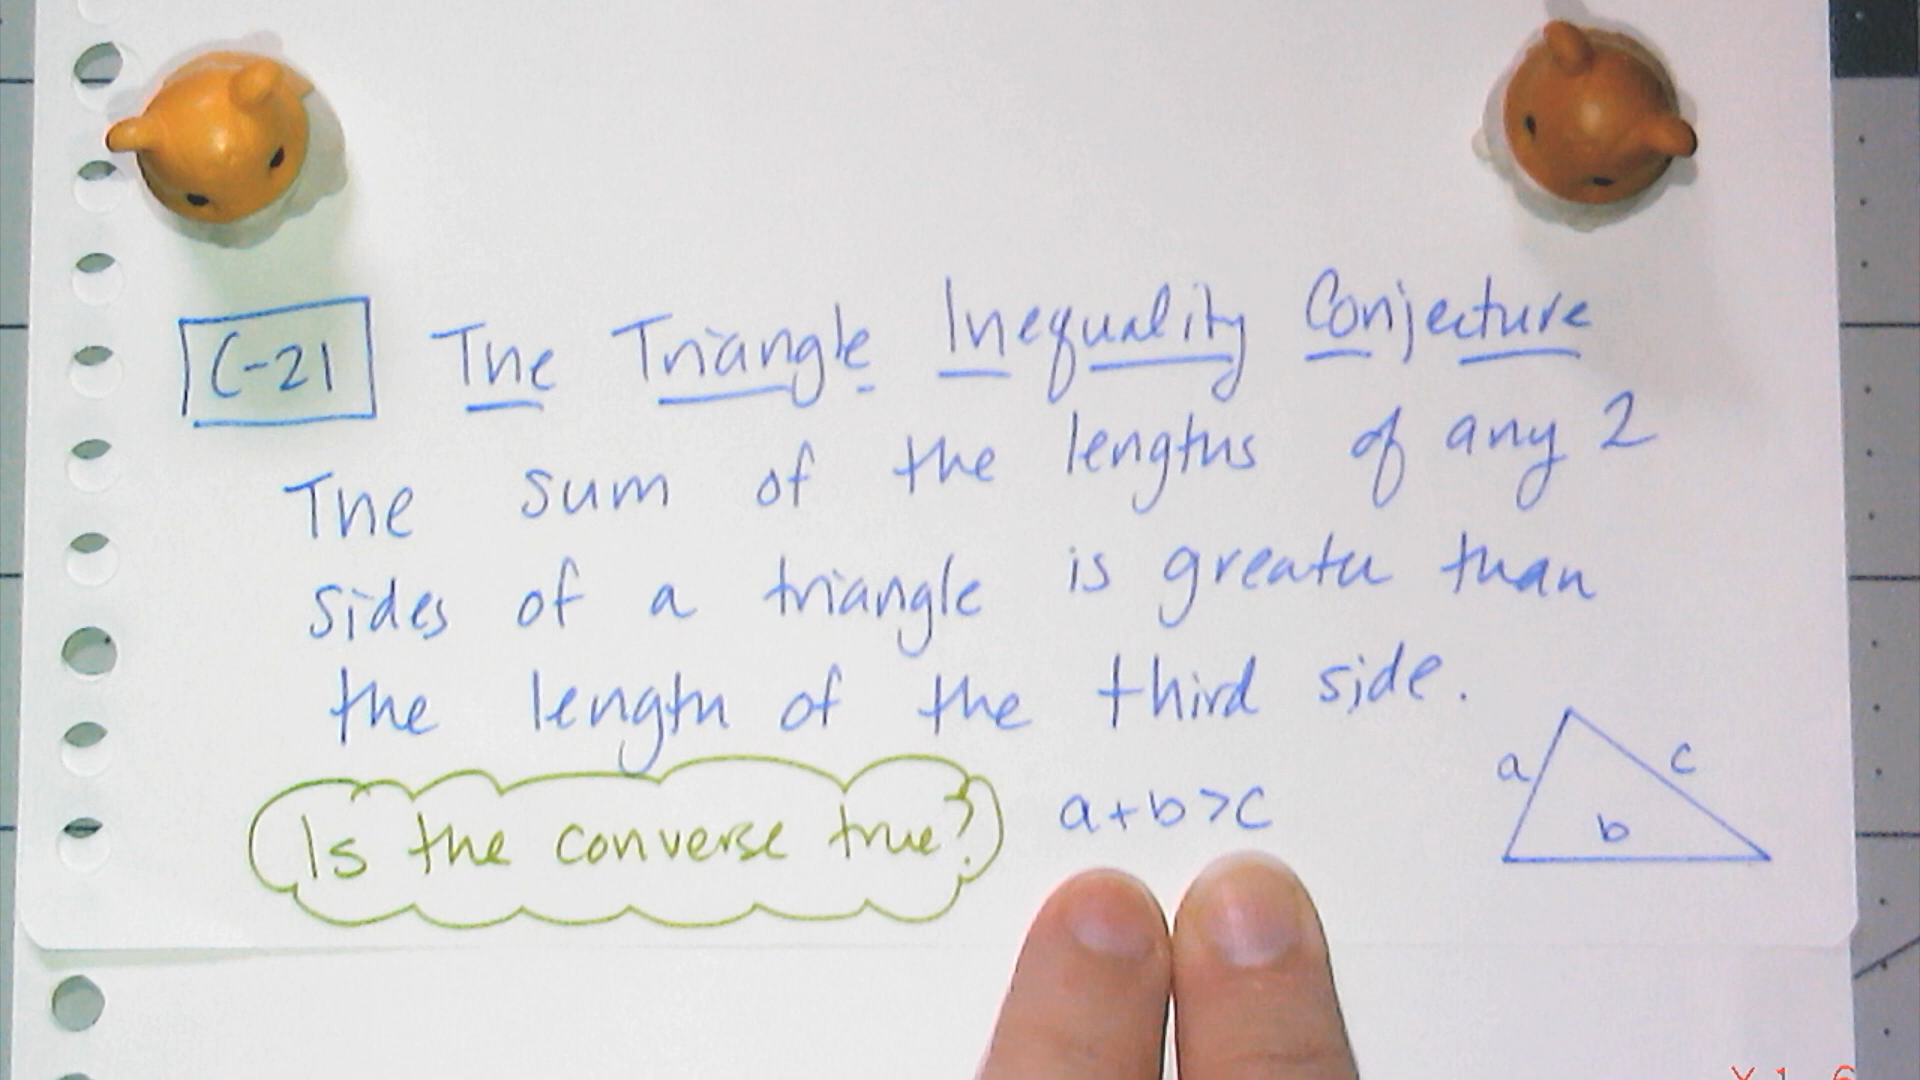 C-21 The Triangle Inequality Conjecture
The sum of the lengths of any 2
sides of a triangle is greater than
the length of the third side.
Is the converse true?
a+b>c
a
c
b